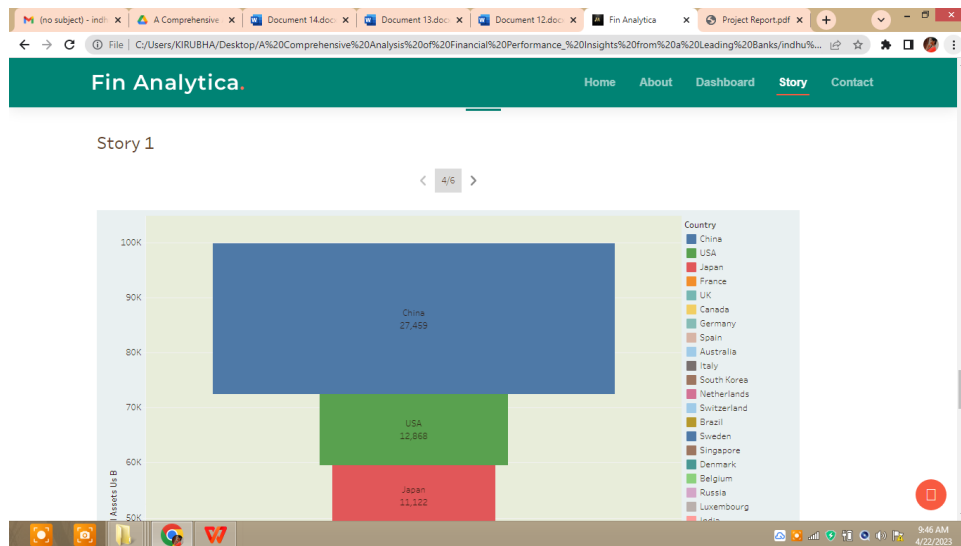 (no subject) - indh
A Comprehensive
Document 14.doc
Document 13.doc
Document 12.doc
Fin Analytica
Project Report.pdf
File | C:/Users/KIRUBHA/Desktop/A%20Comprehensive%20Analysis%20of%20Financial%20Performance_%20Insights%20from%20a%20Leading%20Banks/indhu%...
Fin Analytica.
Home About Dashboard Story Contact
Story 1
4/6
100K
90K
80K
70K
60K
50K
l Assets Us B
China
27,459
USA
12,868
Japan
11,122
Country
China
USA
Japan
France
UK
Canada
Germany
Spain
Australia
Italy
South Korea
Netherlands
Switzerland
Brazil
Sweden
Singapore
Denmark
Belgium
Russia
Luxembourg
India
9:46 AM
4/22/2023